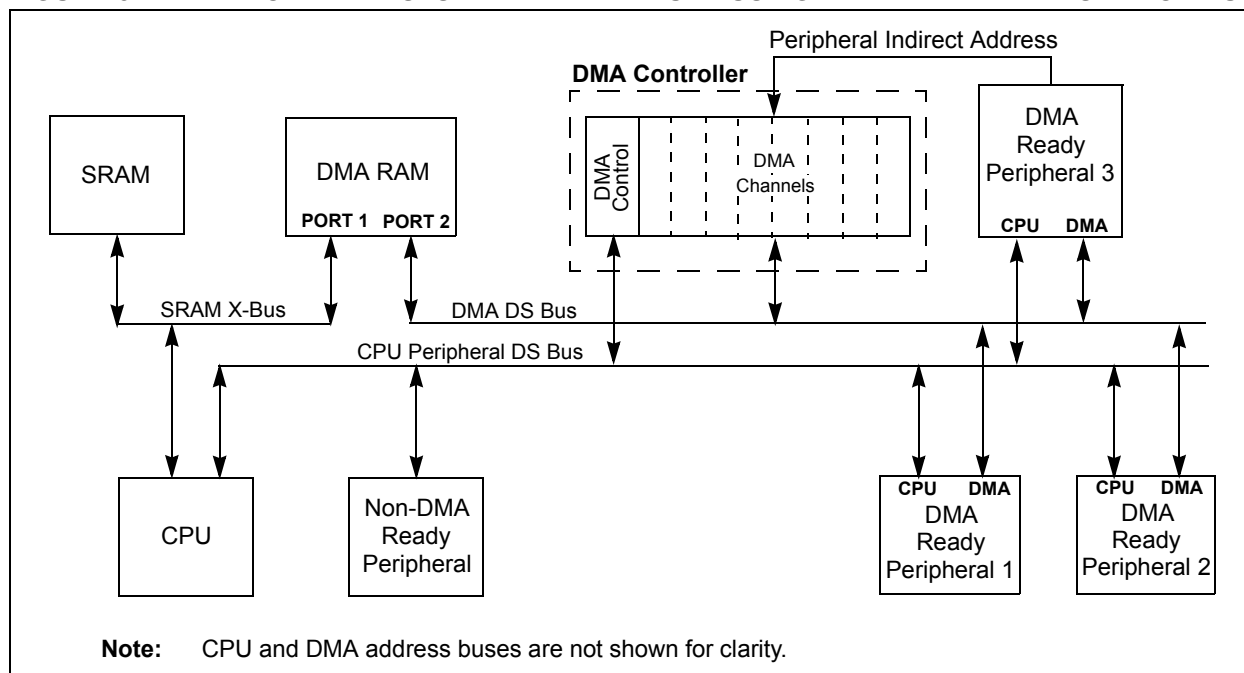 Peripheral Indirect Address
DMA Controller
SRAM
DMA RAM
PORT 1 PORT 2
DMA Control
DMA
Channels
DMA
Ready
Peripheral 3
CPU DMA
SRAM X-Bus
DMA DS Bus
CPU Peripheral DS Bus
CPU
Non-DMA
Ready
Peripheral
CPU DMA
DMA
Ready
Peripheral 1
CPU DMA
DMA
Ready
Peripheral 2
Note: CPU and DMA address buses are not shown for clarity.